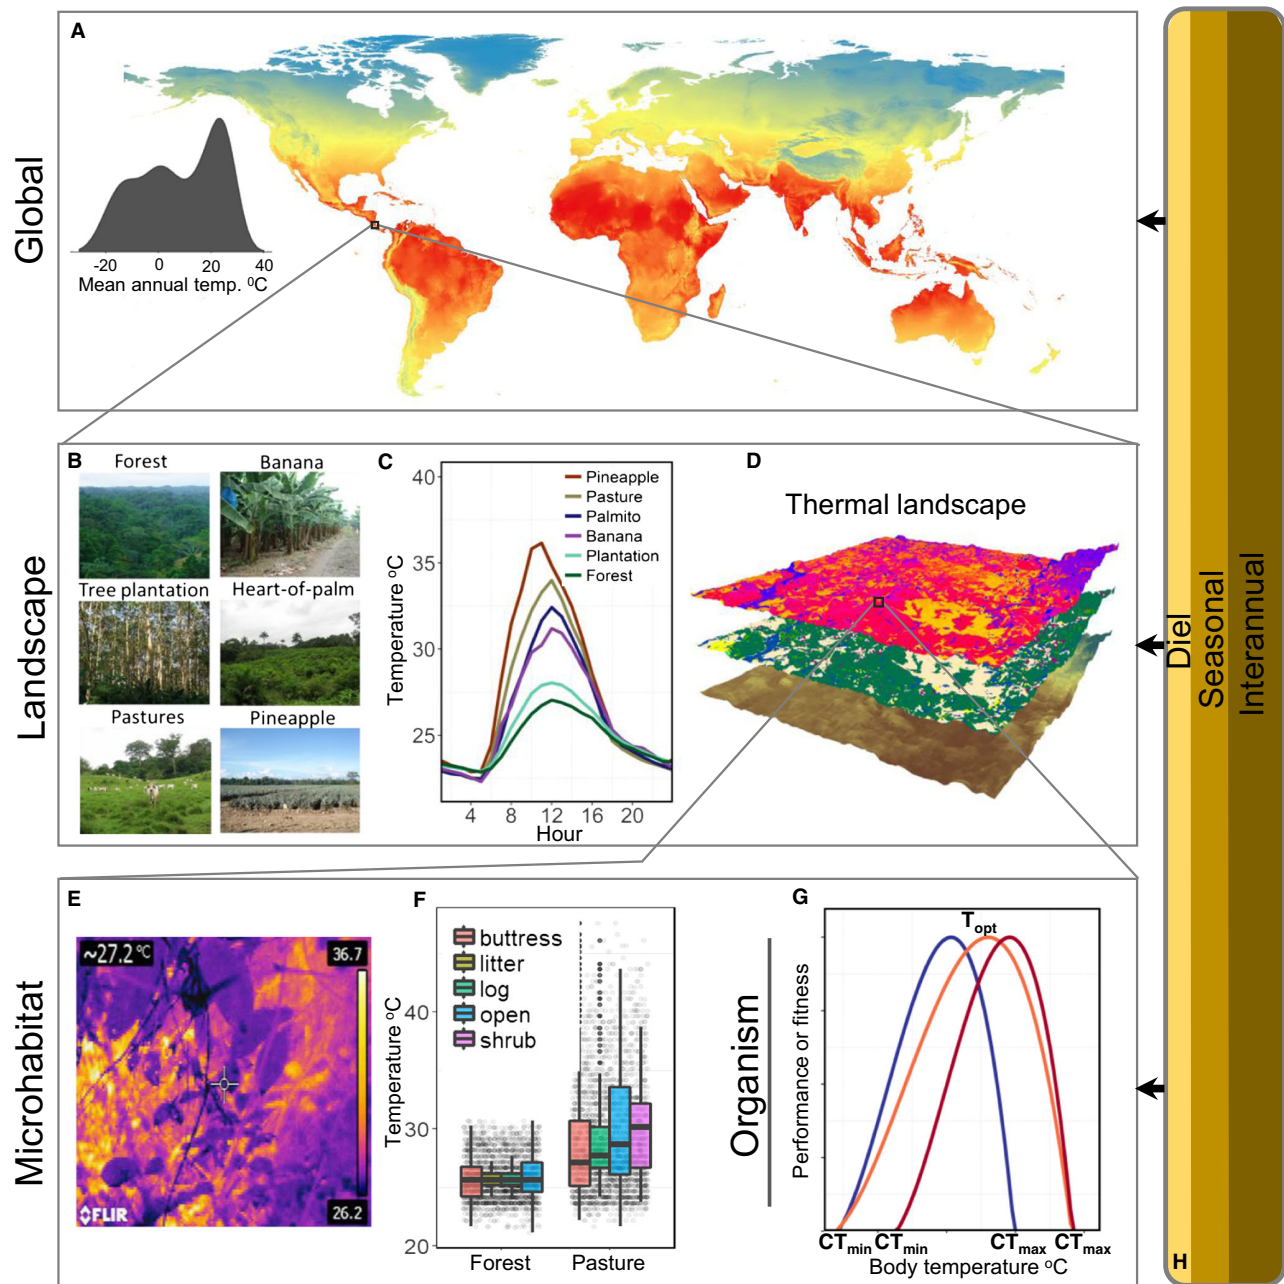 A
Global
-20 0 20 40
Mean annual temp. ⁰C
Landscape
B
Forest
Banana
Tree plantation
Heart-of-palm
Pastures
Pineapple
C
Temperature ⁰C
40
35
30
25
Pineapple
Pasture
Palmito
Banana
Plantation
Forest
4 8 12 16 20
Hour
D
Thermal landscape
Microhabitat
E
~27.2 °C
36.7
26.2
FLIR
F
Temperature ⁰C
40
30
20
buttress
litter
log
open
shrub
Forest
Pasture
G
Organism
Performance or fitness
Topt
CTmin CTmin CTmax CTmax
Body temperature ⁰C
Diel
Seasonal
Interannual
H